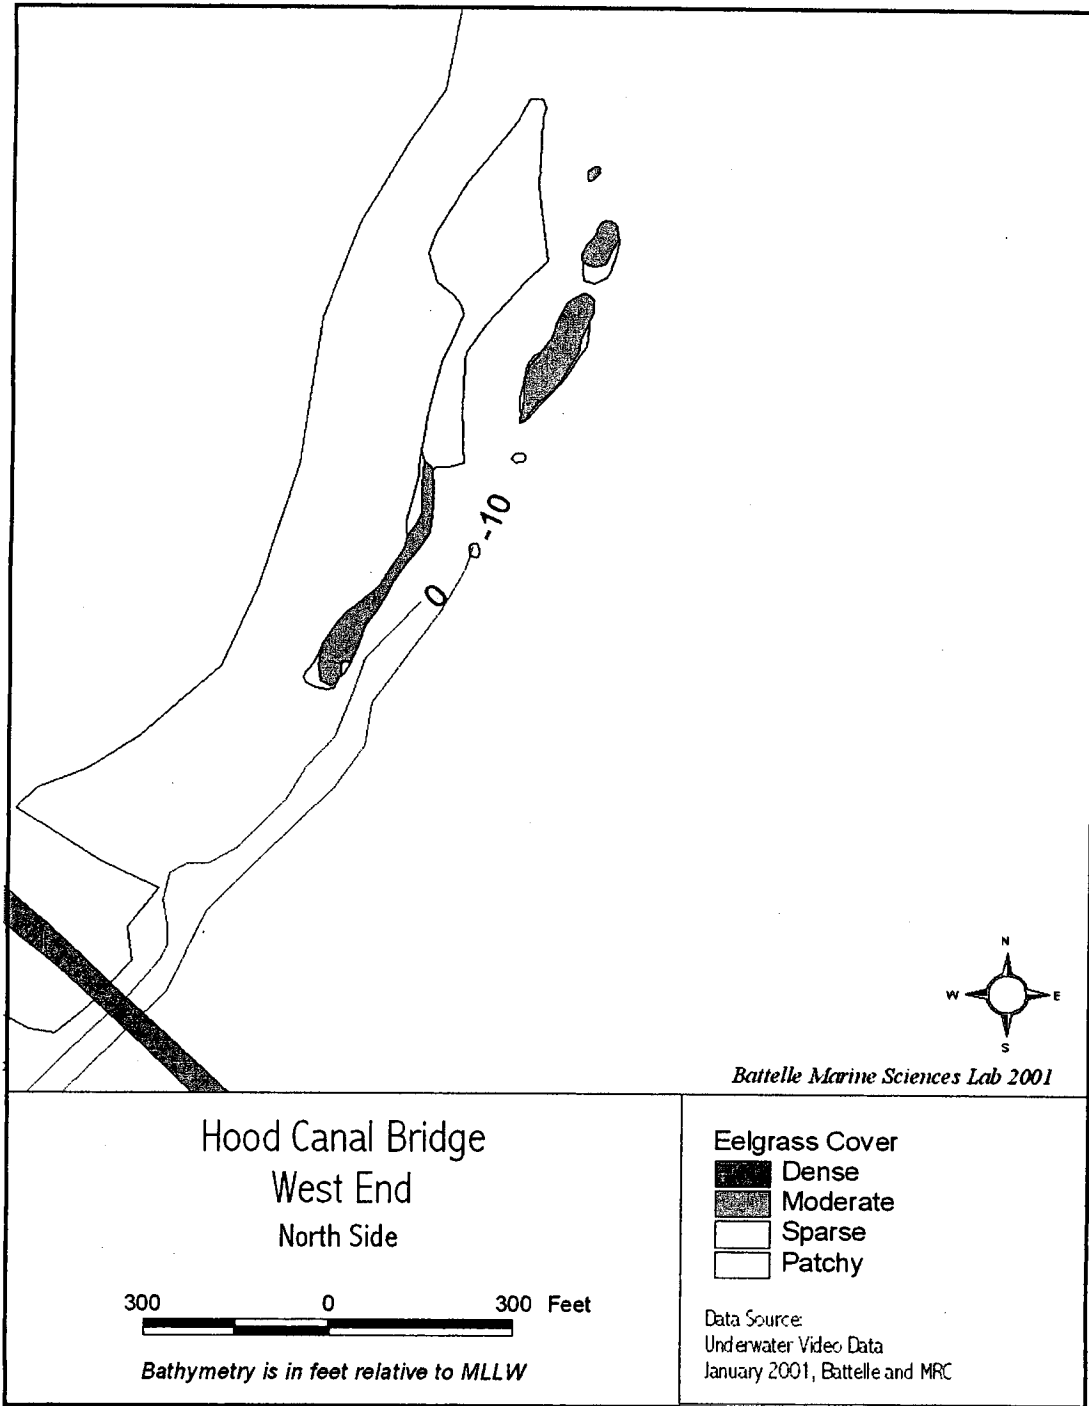 -10
0
N
W E
S
Battelle Marine Sciences Lab 2001
Hood Canal Bridge
West End
North Side
300 0 300 Feet
Bathymetry is in feet relative to MLLW
Eelgrass Cover
Dense
Moderate
Sparse
Patchy
Data Source:
Underwater Video Data
January 2001, Battelle and MRC